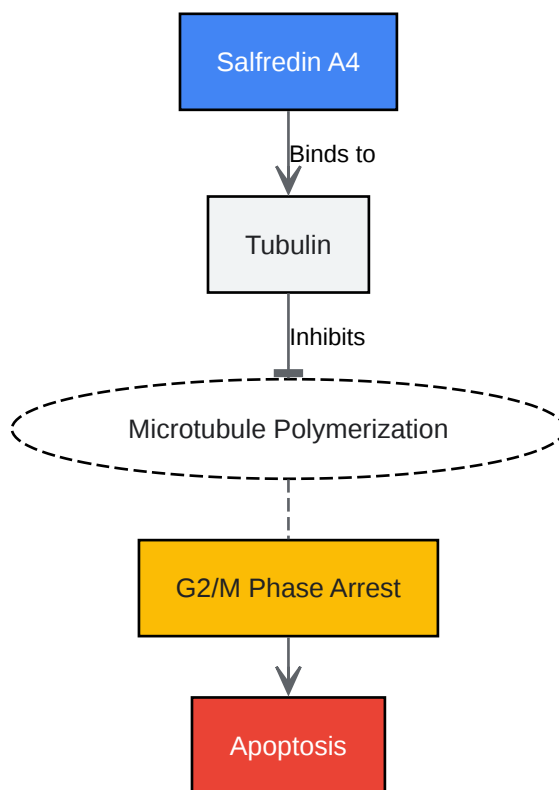 Salfredin A4
Binds to
Tubulin
Inhibits
Microtubule Polymerization
G2/M Phase Arrest
Apoptosis